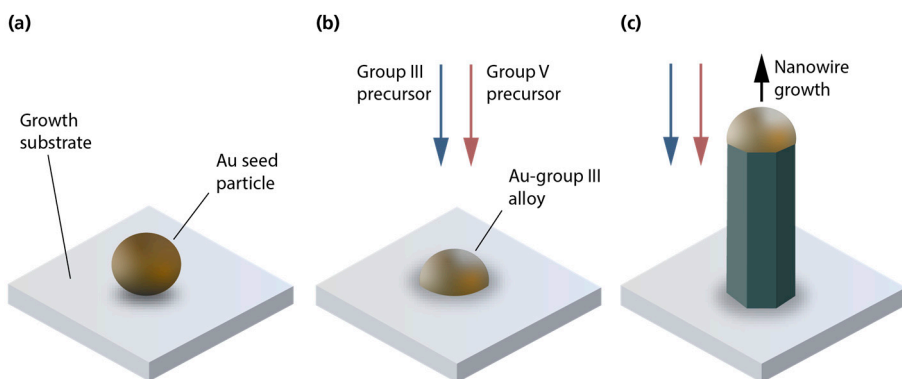 (a)
Growth
substrate
Au seed
particle
(b)
Group III
precursor
Group V
precursor
Au-group III
alloy
(c)
Nanowire
growth